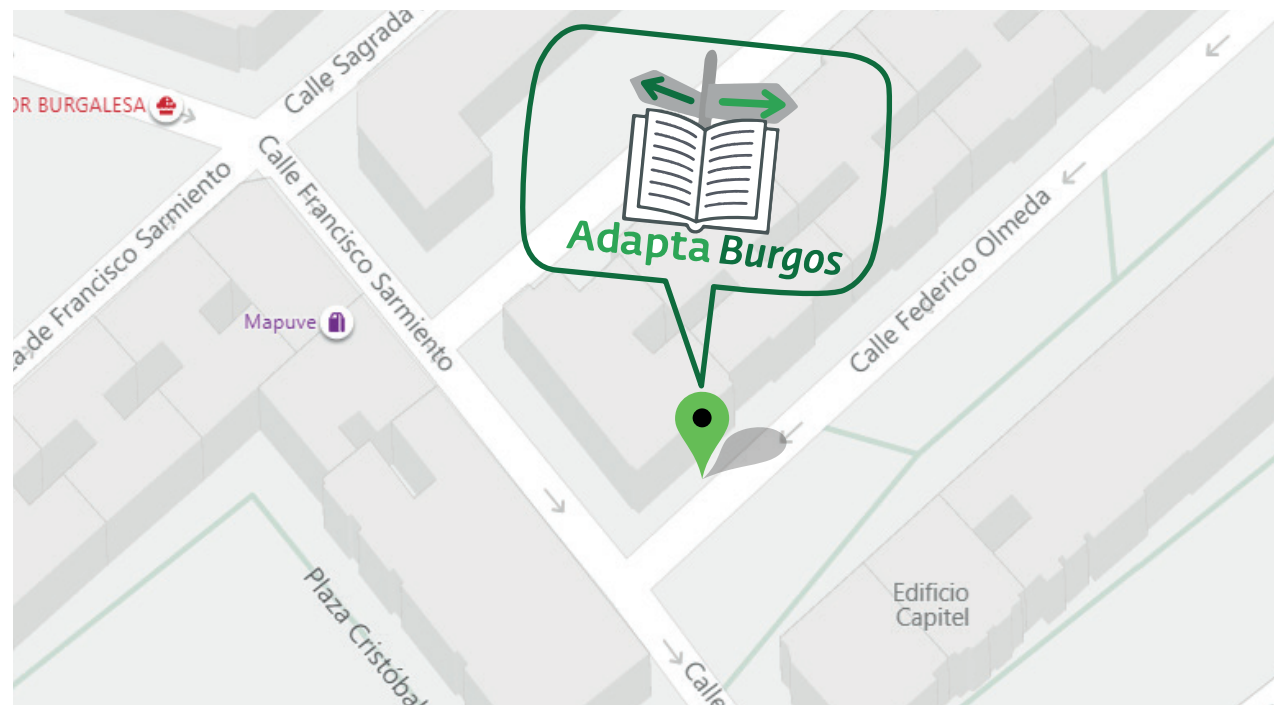 Calle Sagrada
OR BURGALESA
Calle Francisco Sarmiento
de Francisco Sarmiento
Mapuve
Adapta Burgos
Calle Federico Olmeda
Edificio
Capitel
Plaza Cristóbal
Calle